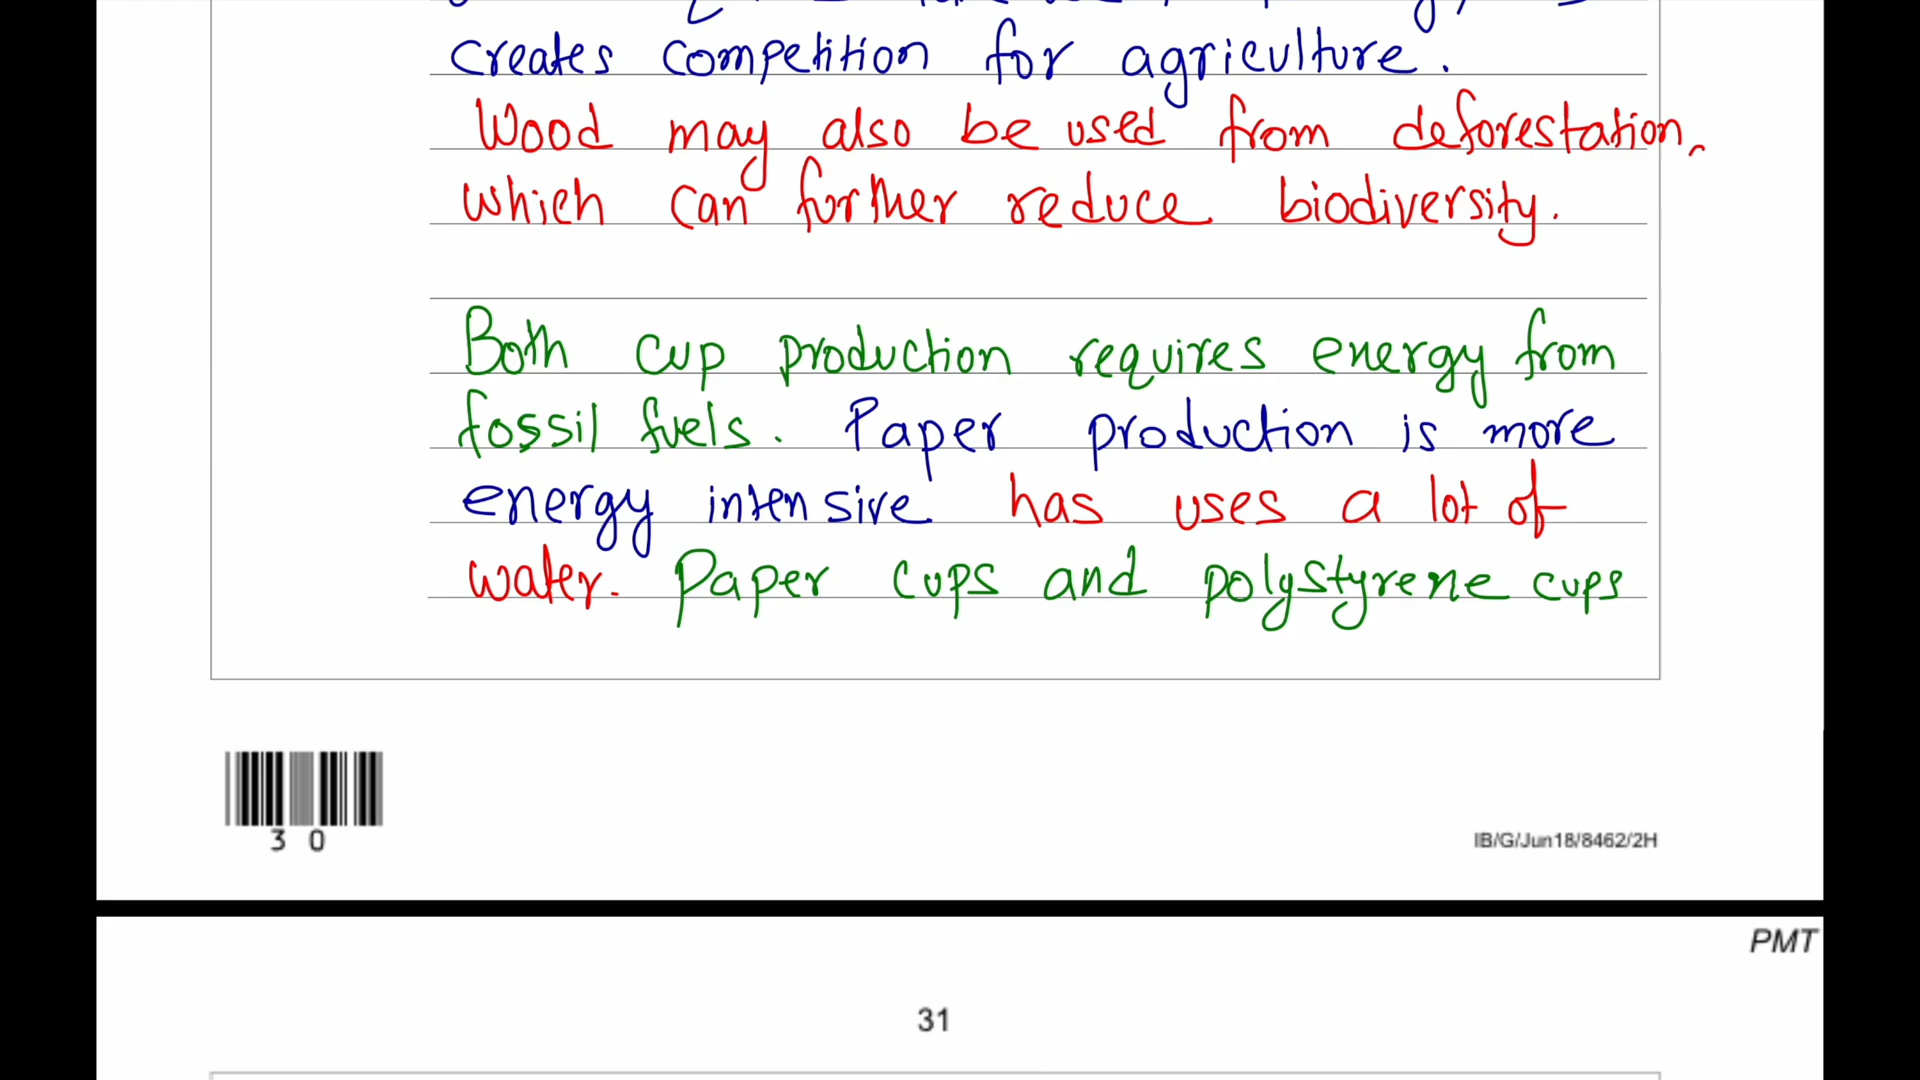 creates competition for agriculture.
Wood may also be used from deforestation,
which can further reduce biodiversity.
Both cup production requires energy from
fossil fuels. Paper production is more
energy intensive has uses a lot of
water. Paper cups and polystyrene cups
3 0
IB/G/Jun18/8462/2H
PMT
31